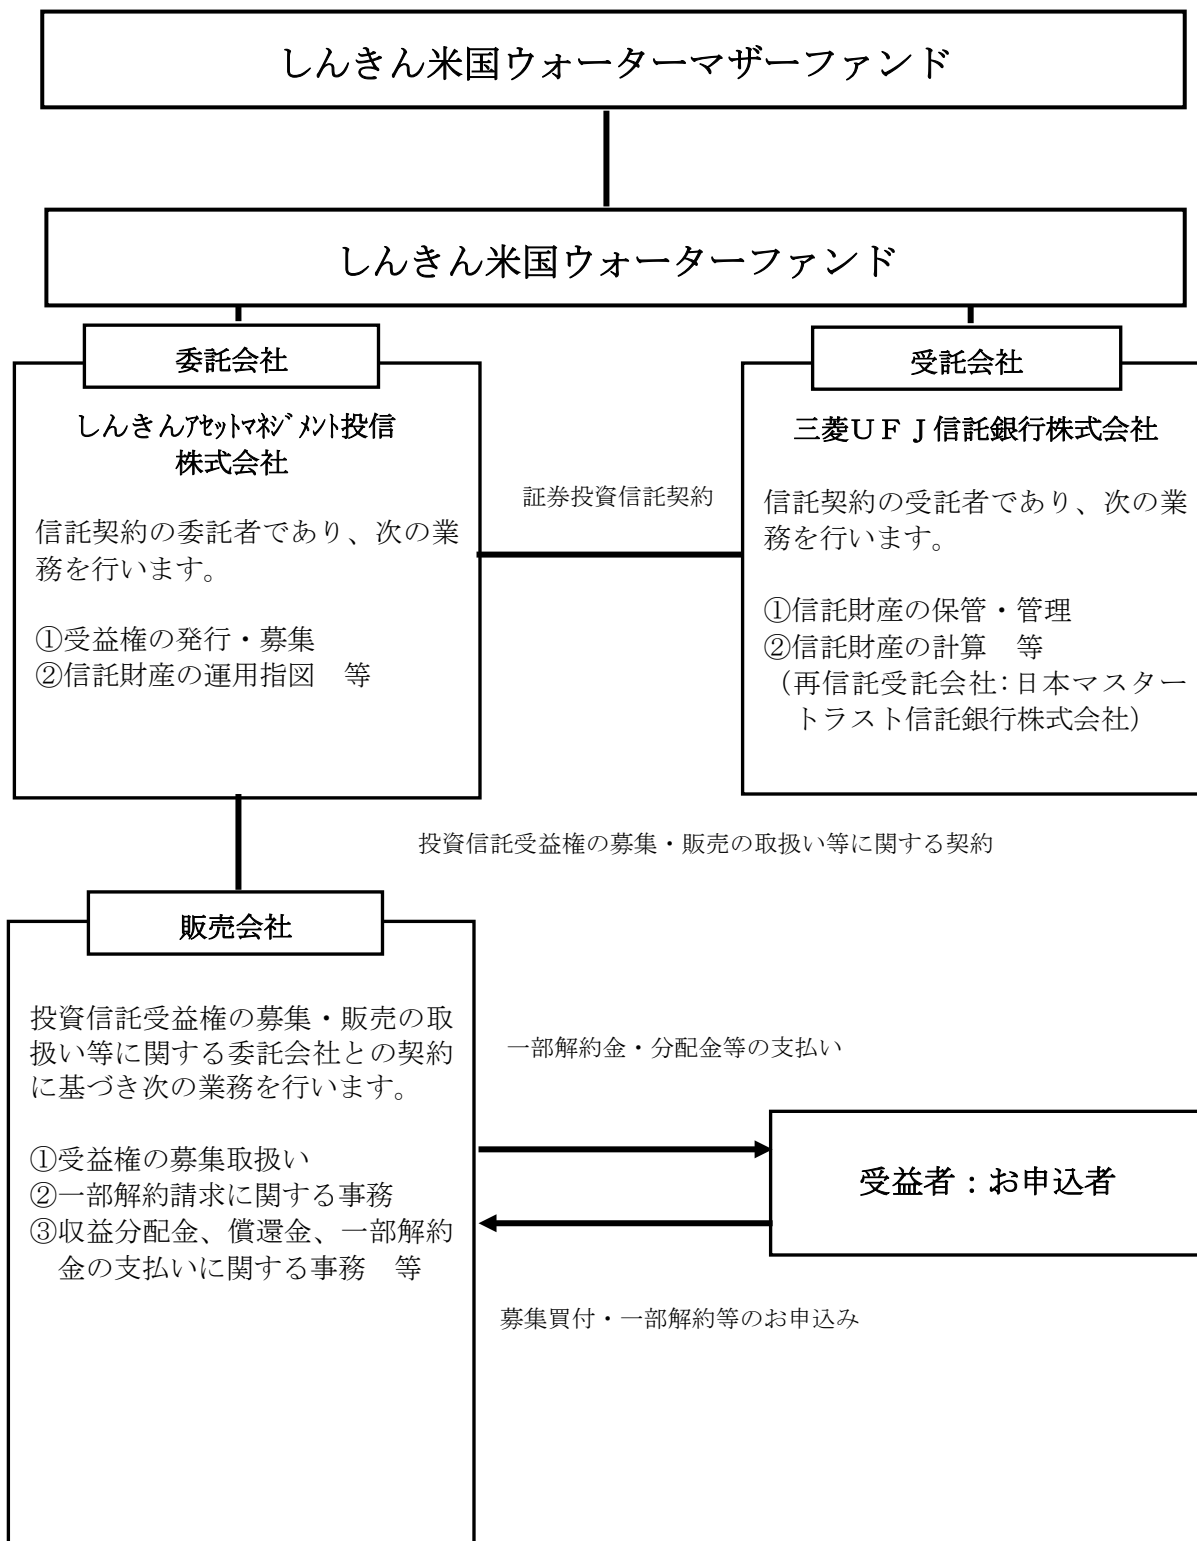 しんきん米国ウォーターマザーファンド
しんきん米国ウォーターファンド
委託会社
しんきんｱｾｯﾄﾏﾈｼﾞﾒﾝﾄ投信
株式会社
信託契約の委託者であり、次の業
務を行います。
①受益権の発行・募集
②信託財産の運用指図　等
証券投資信託契約
受託会社
三菱ＵＦＪ信託銀行株式会社
信託契約の受託者であり、次の業
務を行います。
①信託財産の保管・管理
②信託財産の計算　等
（再信託受託会社：日本マスター
トラスト信託銀行株式会社）
投資信託受益権の募集・販売の取扱い等に関する契約
販売会社
投資信託受益権の募集・販売の取
扱い等に関する委託会社との契約
に基づき次の業務を行います。
①受益権の募集取扱い
②一部解約請求に関する事務
③収益分配金、償還金、一部解約
金の支払いに関する事務　等
一部解約金・分配金等の支払い
受益者：お申込者
募集買付・一部解約等のお申込み